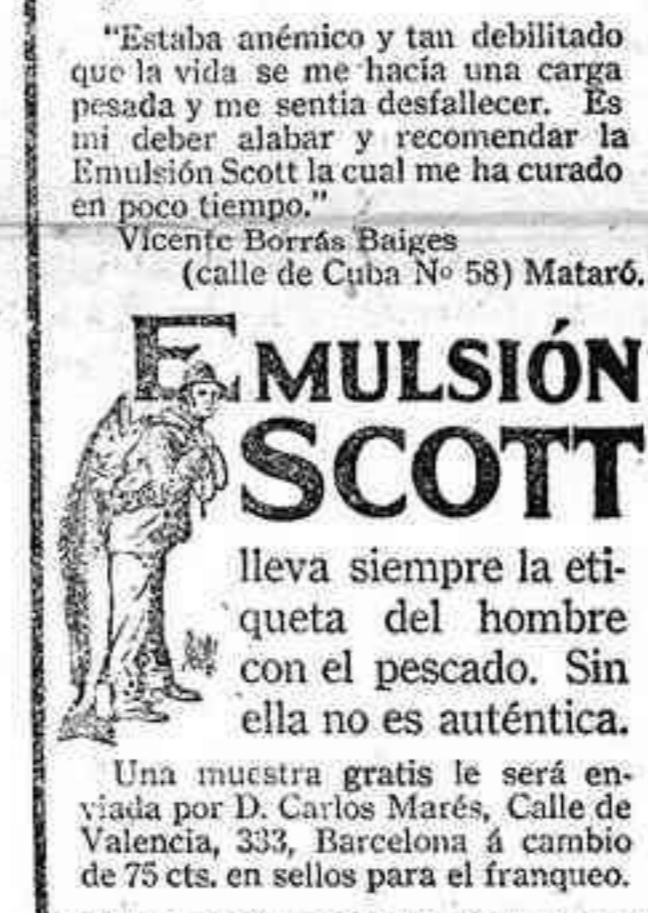 "Estaba anémico y tan debilitado
que la vida se me hacía una carga
pesada y me sentia desfallecer. Es
mi deber alabar y recomendar la
Emulsión Scott la cual me ha curado
en poco tiempo."
Vicente Borrás Baiges
(calle de Cuba Nº 58) Mataró.
EMULSIÓN
SCOTT
lleva siempre la eti-
queta del hombre
con el pescado. Sin
ella no es auténtica.
Una muestra gratis le será en-
viada por D. Carlos Marés, Calle de
Valencia, 333, Barcelona á cambio
de 75 cts. en sellos para el franqueo.